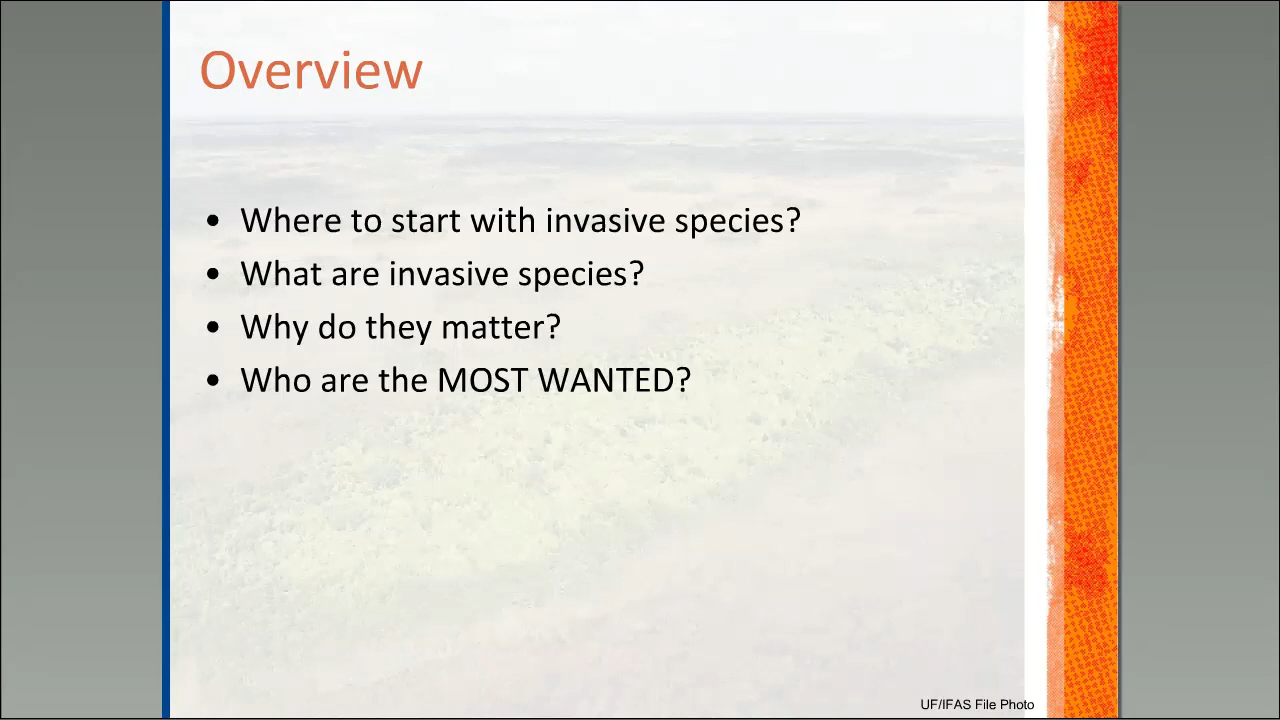 Overview
• Where to start with invasive species?
• What are invasive species?
• Why do they matter?
• Who are the MOST WANTED?
UF/IFAS File Photo